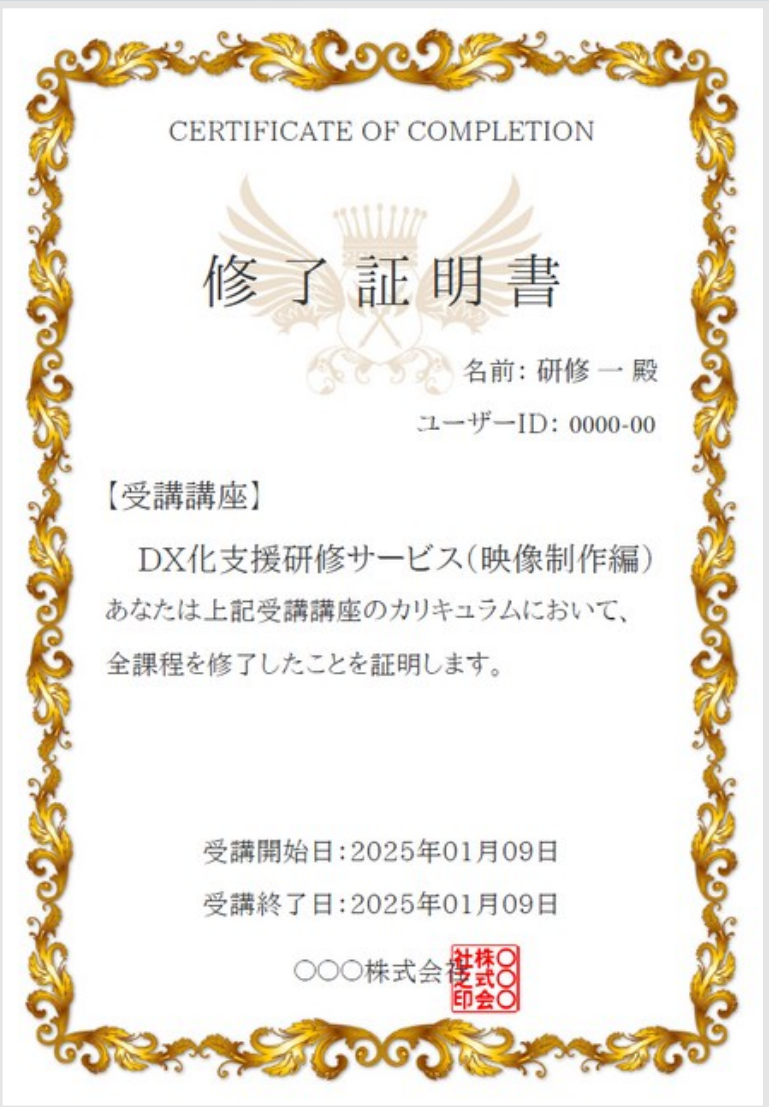 CERTIFICATE OF COMPLETION
修了証明書
名前：研修 一 殿
ユーザーID：0000-00
【受講講座】
DX化支援研修サービス（映像制作編）
あなたは上記受講講座のカリキュラムにおいて、
全課程を修了したことを証明します。
受講開始日：2025年01月09日
受講終了日：2025年01月09日
〇〇〇株式会社
〇〇〇
株式会
社之印